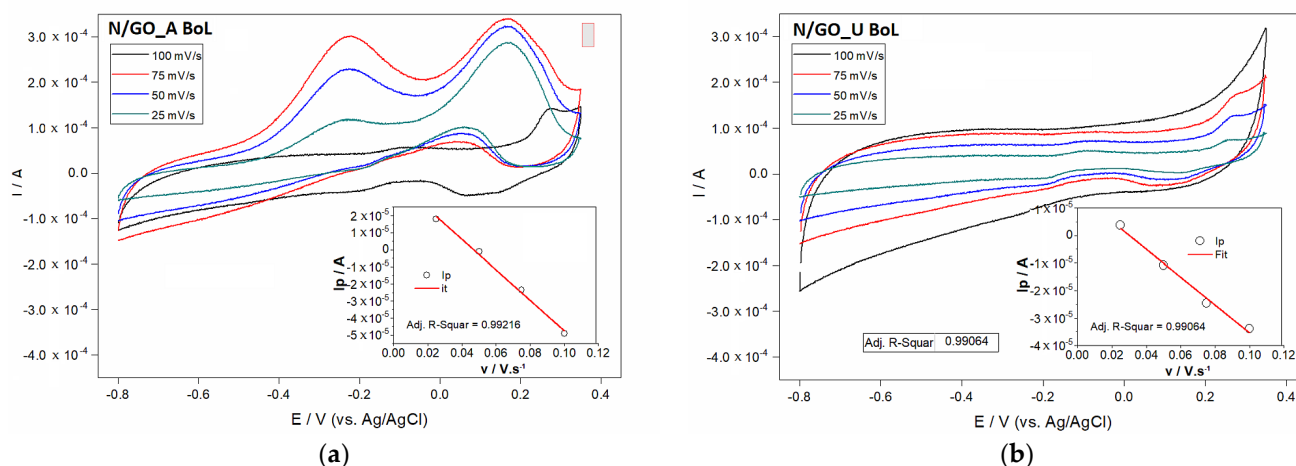 N/GO_A BoL
100 mV/s
75 mV/s
50 mV/s
25 mV/s
3.0 x 10⁻⁴
2.0 x 10⁻⁴
1.0 x 10⁻⁴
0.0
-1.0 x 10⁻⁴
-2.0 x 10⁻⁴
-3.0 x 10⁻⁴
-4.0 x 10⁻⁴
I / A
-0.8 -0.6 -0.4 -0.2 0.0 0.2 0.4
E / V (vs. Ag/AgCl)
2 x 10⁻⁵
1 x 10⁻⁵
0
-1 x 10⁻⁵
-2 x 10⁻⁵
-3 x 10⁻⁵
-4 x 10⁻⁵
-5 x 10⁻⁵
Ip / A
Ip
it
Adj. R-Squar = 0.99216
0.00 0.02 0.04 0.06 0.08 0.10 0.12
v / V.s⁻¹
(a)
N/GO_U BoL
100 mV/s
75 mV/s
50 mV/s
25 mV/s
3.0 x 10⁻⁴
2.0 x 10⁻⁴
1.0 x 10⁻⁴
0.0
-1.0 x 10⁻⁴
-2.0 x 10⁻⁴
-3.0 x 10⁻⁴
-4.0 x 10⁻⁴
I / A
-0.8 -0.6 -0.4 -0.2 0.0 0.2 0.4
E / V (vs. Ag/AgCl)
Adj. R-Squar 0.99064
1 x 10⁻⁵
0
-1 x 10⁻⁵
-2 x 10⁻⁵
-3 x 10⁻⁵
-4 x 10⁻⁵
Ip / A
Ip
Fit
Adj. R-Squar = 0.99064
0.00 0.02 0.04 0.06 0.08 0.10 0.12
v / V.s⁻¹
(b)